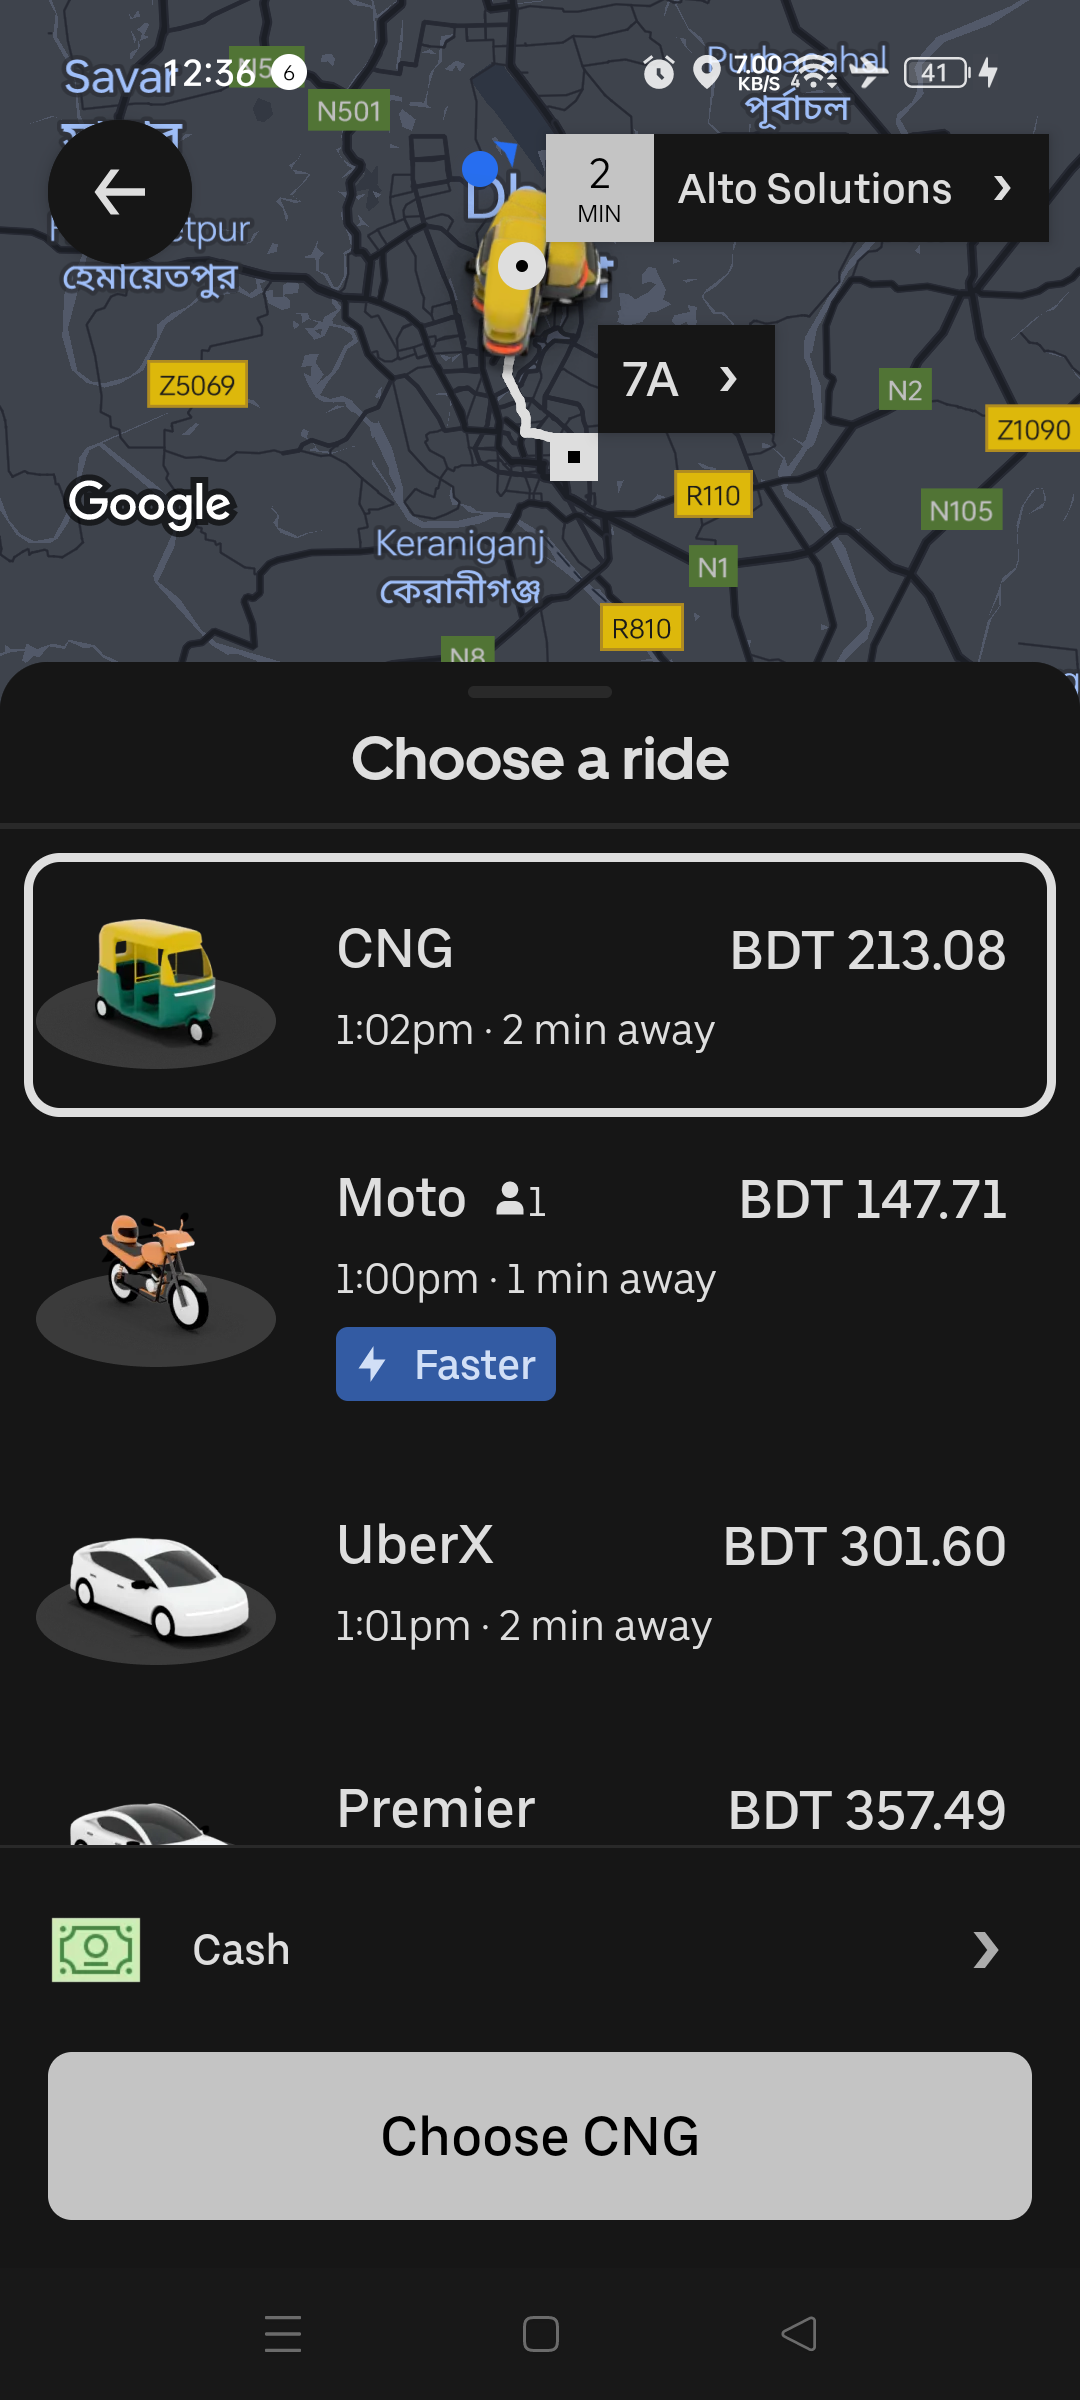 12:36
6
7.00
KB/S
4
41
Savar
N501
পূর্বাচল
2
MIN
Alto Solutions
হেমায়েতপুর
7A
Z5069
N2
Z1090
Google
R110
N105
Keraniganj
কেরানীগঞ্জ
N1
R810
N8
Choose a ride
CNG
BDT 213.08
1:02pm · 2 min away
Moto 1
BDT 147.71
1:00pm · 1 min away
Faster
UberX
BDT 301.60
1:01pm · 2 min away
Premier
BDT 357.49
Cash
Choose CNG